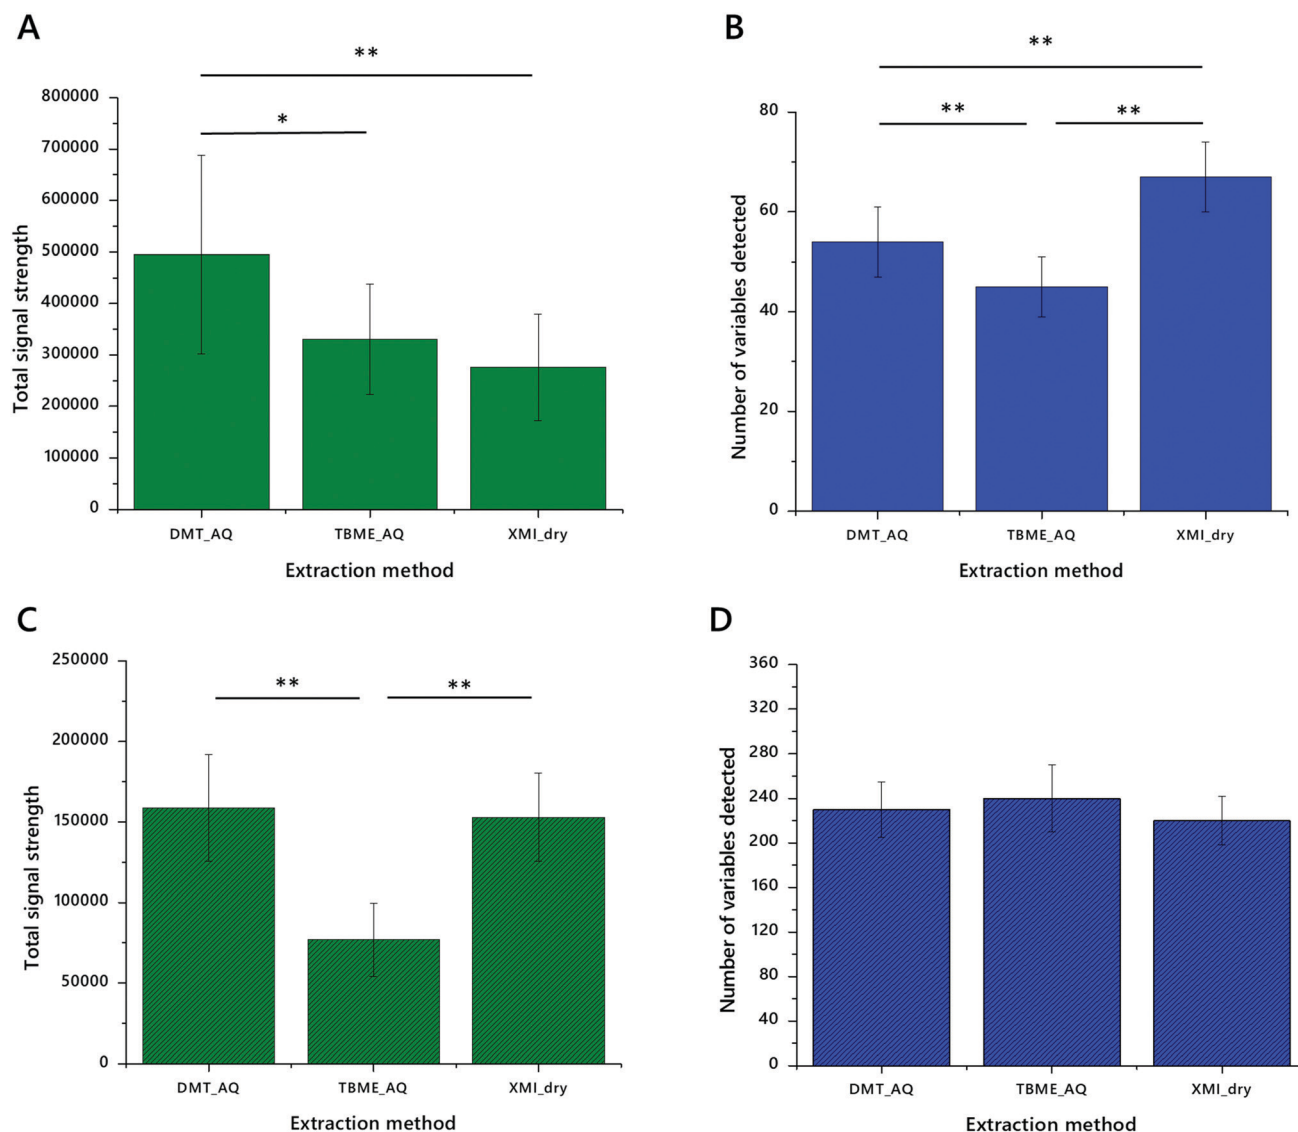 A
**
*
800000
700000
600000
500000
400000
300000
200000
100000
0
Total signal strength
DMT_AQ TBME_AQ XMI_dry
Extraction method
B
**
** **
80
60
40
20
0
Number of variables detected
DMT_AQ TBME_AQ XMI_dry
Extraction method
C
** **
250000
200000
150000
100000
50000
0
Total signal strength
DMT_AQ TBME_AQ XMI_dry
Extraction method
D
360
320
280
240
200
160
120
80
40
0
Number of variables detected
DMT_AQ TBME_AQ XMI_dry
Extraction method